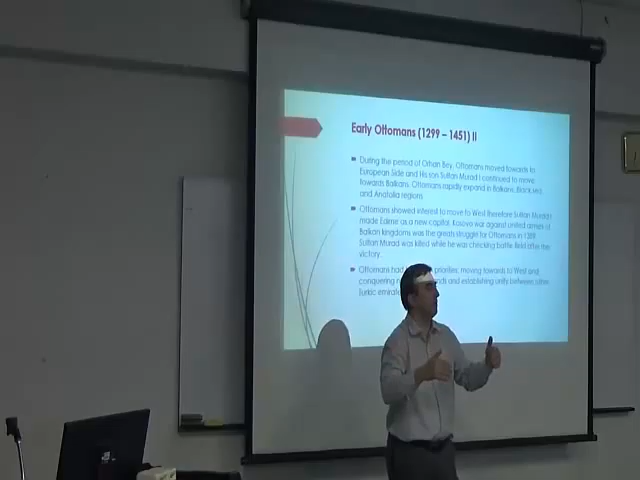 Early Ottomans (1299 – 1451) II
During the period of Orhan Bey, Ottomans moved towards to
European Side and His son Sultan Murad I continued to move
towards Balkans. Ottomans rapidly expand in Balkans, Black sea
and Anatolia regions.
Ottomans showed interest to move to West therefore Sultan Murad I
made Edirne as a new capital. Kosovo war against united armies of
Balkan kingdoms was the greats struggle for Ottomans in 1389
Sultan Murad was killed while he was checking battle field after the
victory.
Ottomans had priorities, moving towards to West and
conquering and establishing unity between other
Turkic